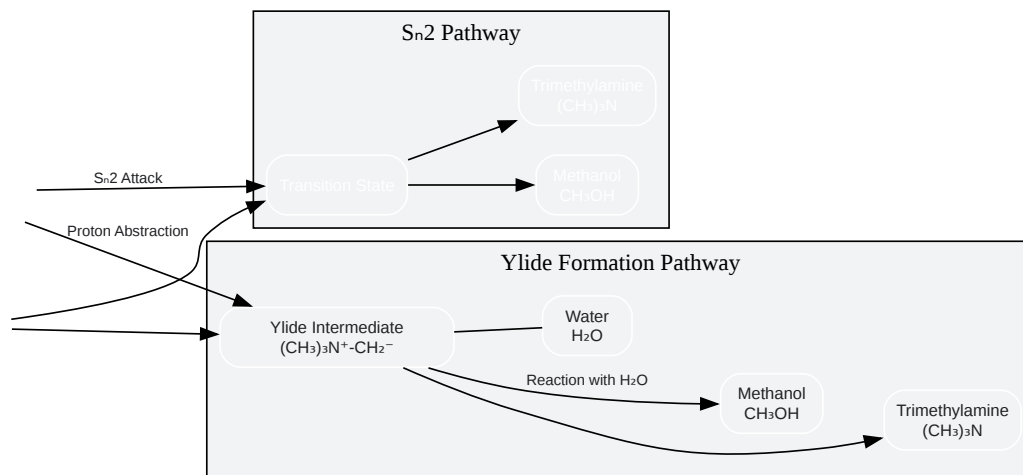 Sₙ2 Pathway
Trimethylamine
(CH₃)₃N
Sₙ2 Attack
Transition State
Methanol
CH₃OH
Proton Abstraction
Ylide Formation Pathway
Ylide Intermediate
(CH₃)₃N⁺-CH₂⁻
Water
H₂O
Reaction with H₂O
Methanol
CH₃OH
Trimethylamine
(CH₃)₃N